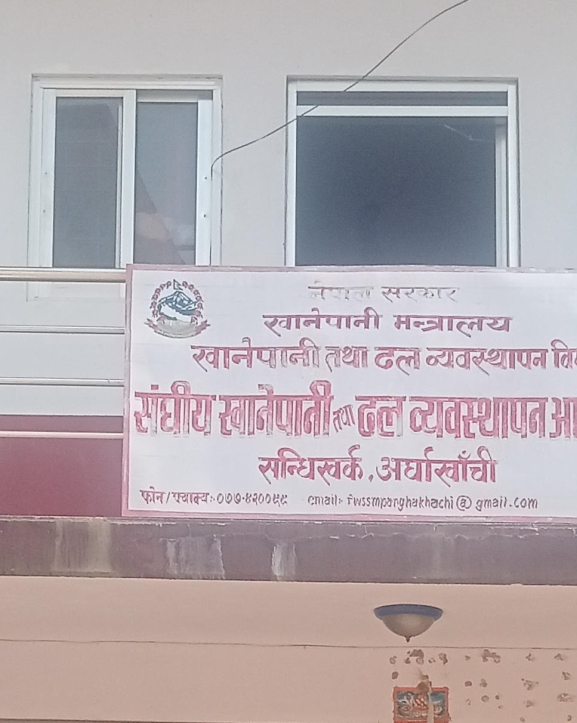 नेपाल सरकार
खानेपानी मन्त्रालय
खानेपानी तथा ढल व्यवस्थापन वि
संघीय खानेपानी तथा ढल व्यवस्थापन आ
सन्धिखर्क, अर्घाखाँची
फोन/फ्याक्सः-०७७-४२००६९ email:- fwssmparghakhachi@gmail.com